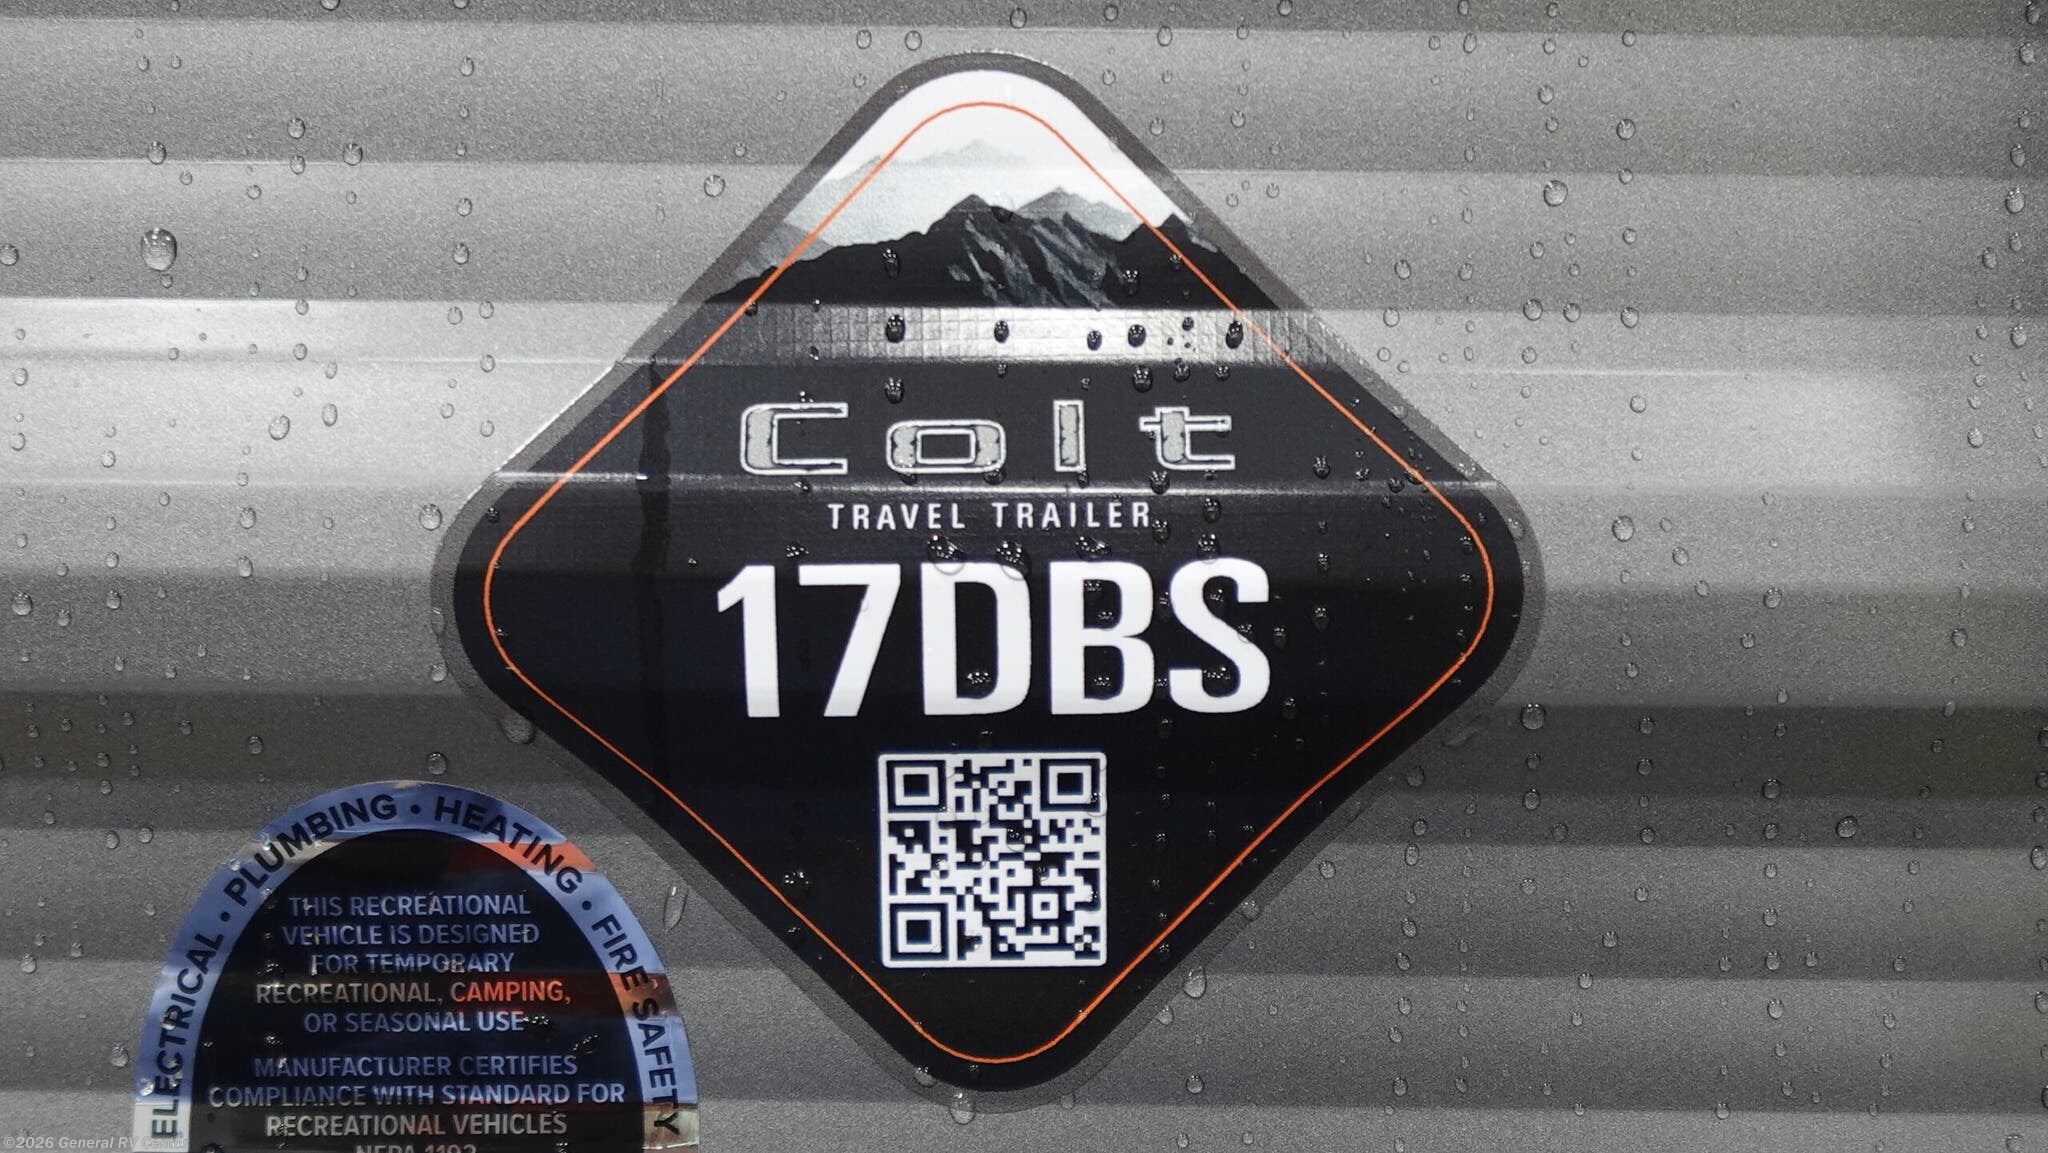 Colt
TRAVEL TRAILER
17DBS
ELECTRICAL • PLUMBING • HEATING • FIRE SAFETY
THIS RECREATIONAL
VEHICLE IS DESIGNED
FOR TEMPORARY
RECREATIONAL, CAMPING,
OR SEASONAL USE
MANUFACTURER CERTIFIES
COMPLIANCE WITH STANDARD FOR
RECREATIONAL VEHICLES
©2026 General RV Center